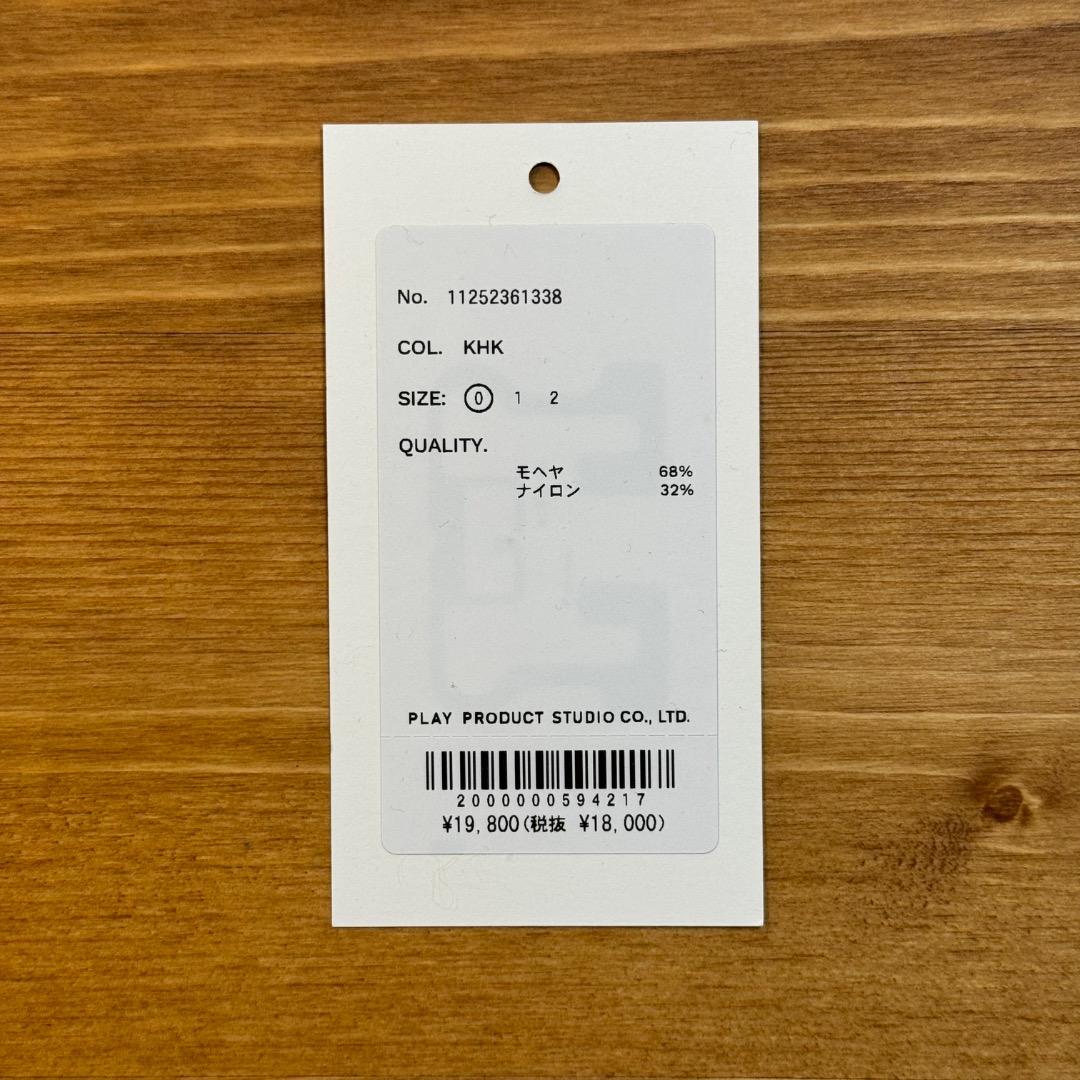 No. 11252361338
COL. KHK
SIZE: 0 1 2
QUALITY.
モヘヤ 68%
ナイロン 32%
PLAY PRODUCT STUDIO CO., LTD.
2000000594217
¥19,800(税抜 ¥18,000)